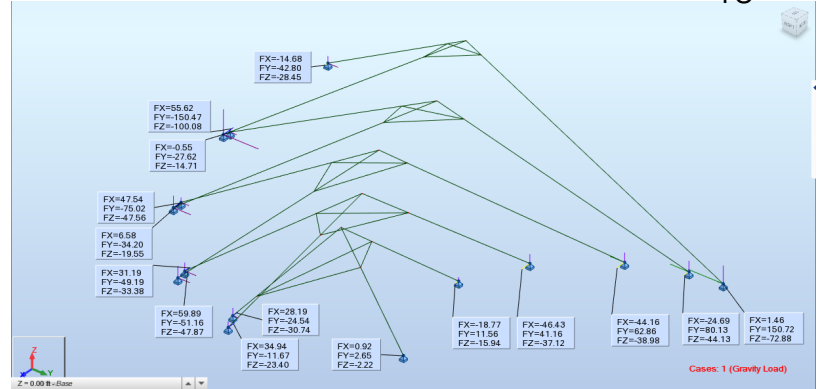 FX=-14.68
FY=-42.80
FZ=-28.45
FX=55.62
FY=-150.47
FZ=-100.08
FX=-0.55
FY=-27.62
FZ=-14.71
FX=47.54
FY=-75.02
FZ=-47.56
FX=6.58
FY=-34.20
FZ=-19.55
FX=31.19
FY=-49.19
FZ=-33.38
FX=59.89
FY=-51.16
FZ=-47.87
FX=28.19
FY=-24.54
FZ=-30.74
FX=34.94
FY=-11.67
FZ=-23.40
FX=0.92
FY=2.65
FZ=-2.22
FX=-18.77
FY=11.56
FZ=-15.94
FX=-46.43
FY=41.16
FZ=-37.12
FX=-44.16
FY=62.86
FZ=-38.98
FX=-24.69
FY=80.13
FZ=-44.13
FX=1.46
FY=150.72
FZ=-72.88
Cases: 1 (Gravity Load)
Z
Y
X
Z = 0.00 ft - Base